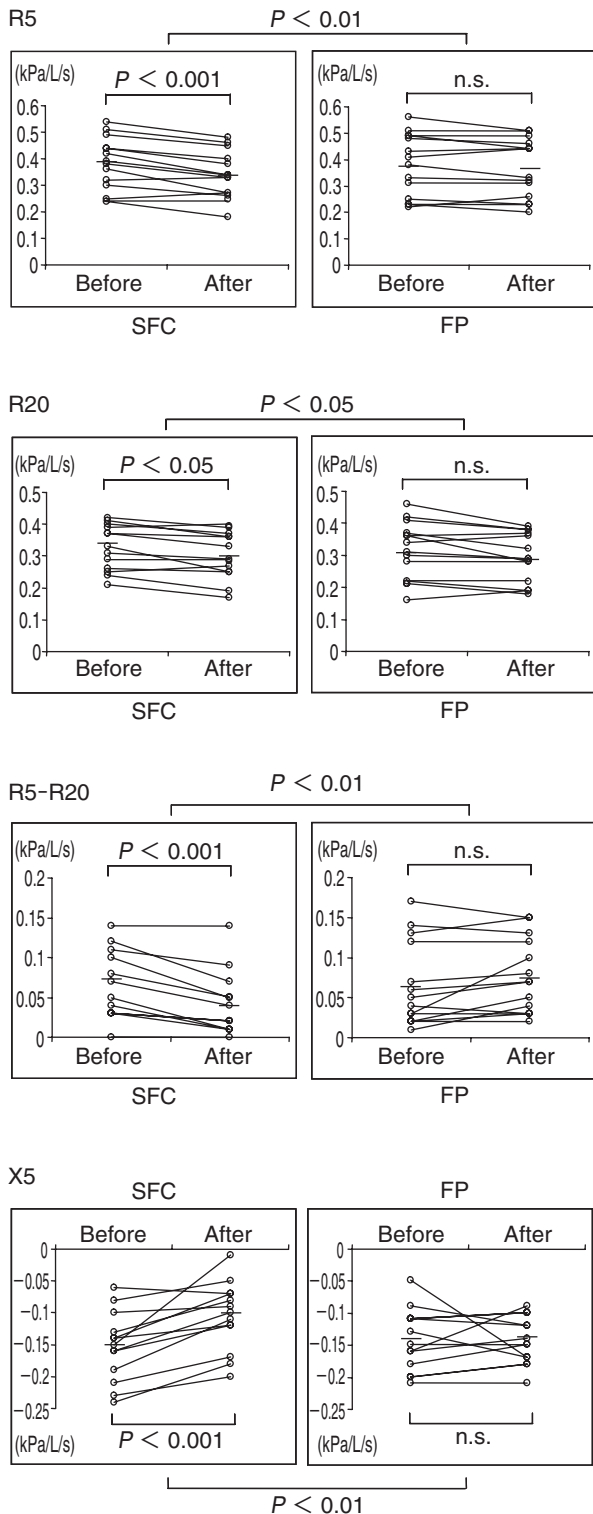 R5
P < 0.01
(kPa/L/s)
P < 0.001
0.6
0.5
0.4
0.3
0.2
0.1
0
Before After
SFC
(kPa/L/s)
n.s.
0.6
0.5
0.4
0.3
0.2
0.1
0
Before After
FP
R20
P < 0.05
(kPa/L/s)
P < 0.05
0.5
0.4
0.3
0.2
0.1
0
Before After
SFC
(kPa/L/s)
n.s.
0.5
0.4
0.3
0.2
0.1
0
Before After
FP
R5-R20
P < 0.01
(kPa/L/s)
P < 0.001
0.2
0.15
0.1
0.05
0
Before After
SFC
(kPa/L/s)
n.s.
0.2
0.15
0.1
0.05
0
Before After
FP
X5
SFC
Before After
0
−0.05
−0.1
−0.15
−0.2
−0.25
P < 0.001
(kPa/L/s)
FP
Before After
0
−0.05
−0.1
−0.15
−0.2
−0.25
n.s.
(kPa/L/s)
P < 0.01